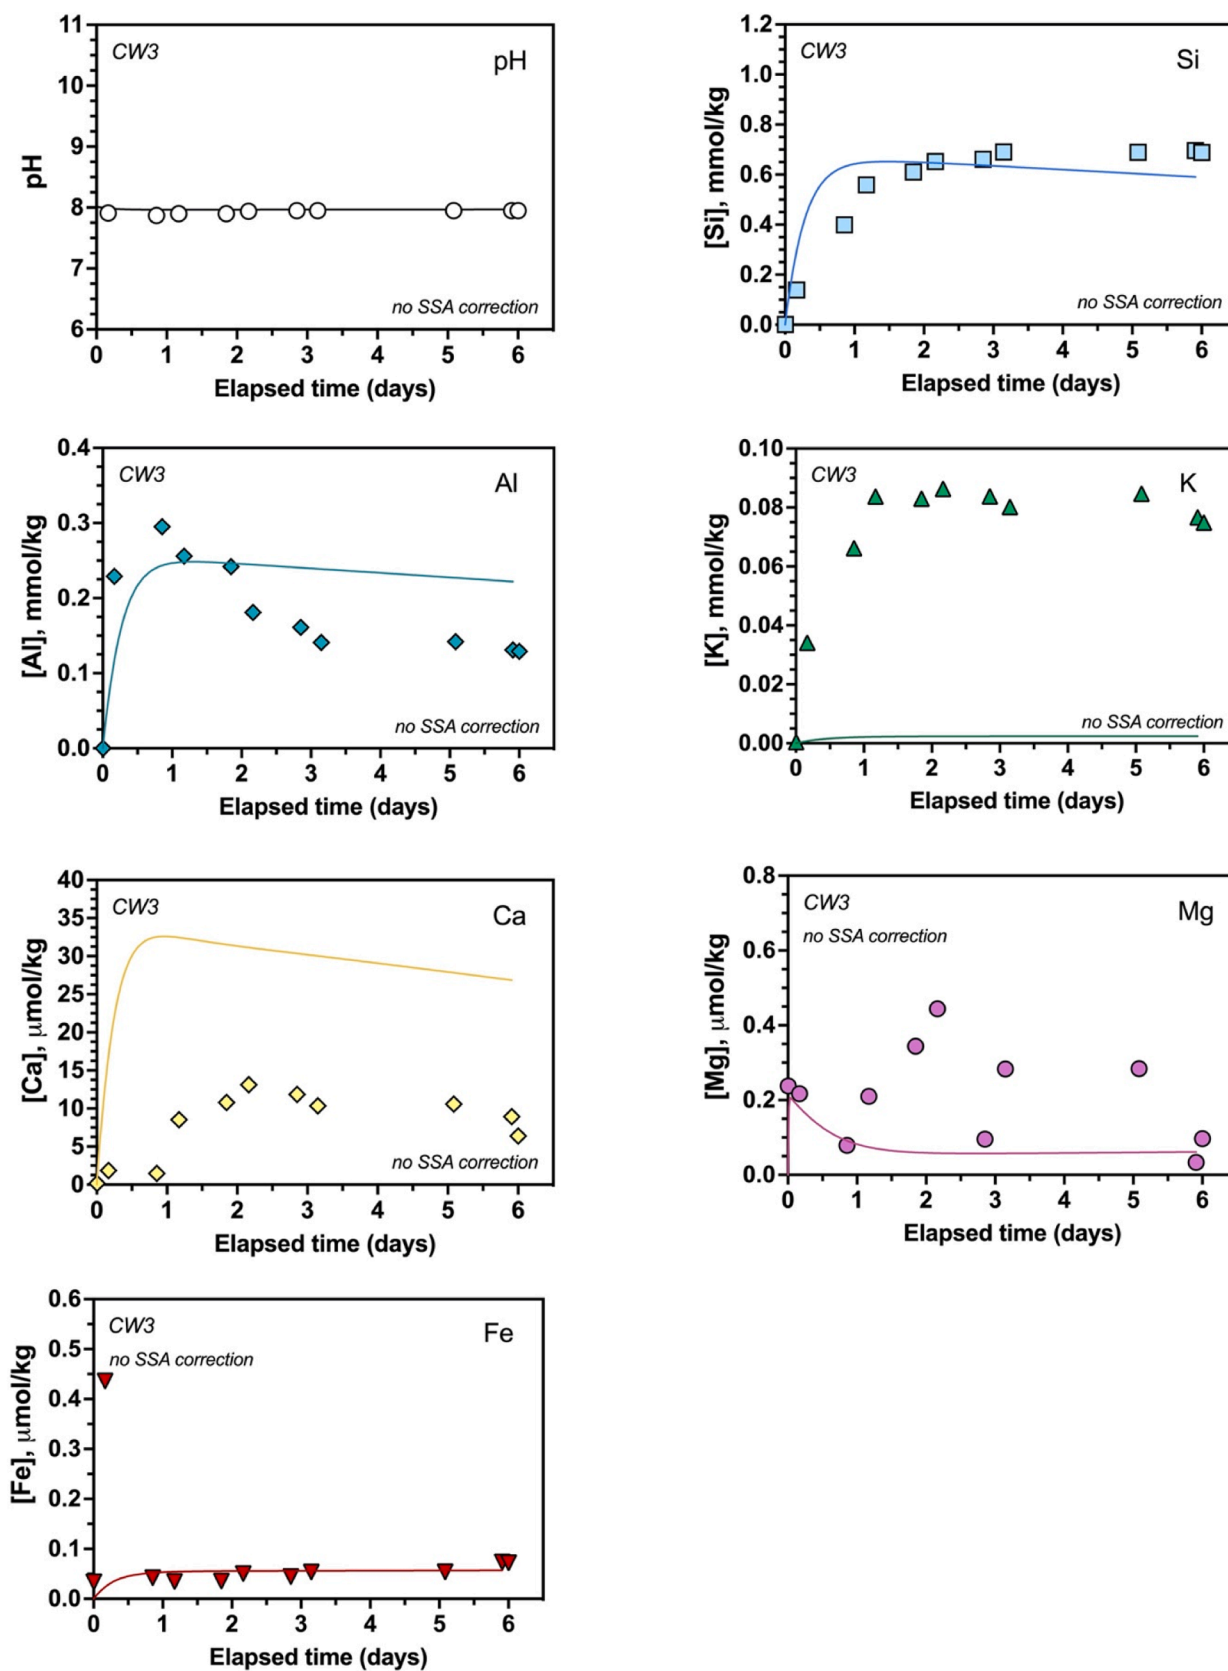 CW3
pH
pH
11
10
9
8
7
6
no SSA correction
0 1 2 3 4 5 6
Elapsed time (days)
CW3
Si
[Si], mmol/kg
1.2
1.0
0.8
0.6
0.4
0.2
0.0
no SSA correction
0 1 2 3 4 5 6
Elapsed time (days)
CW3
Al
[Al], mmol/kg
0.4
0.3
0.2
0.1
0.0
no SSA correction
0 1 2 3 4 5 6
Elapsed time (days)
CW3
K
[K], mmol/kg
0.10
0.08
0.06
0.04
0.02
0.00
no SSA correction
0 1 2 3 4 5 6
Elapsed time (days)
CW3
Ca
[Ca], μmol/kg
40
35
30
25
20
15
10
5
0
no SSA correction
0 1 2 3 4 5 6
Elapsed time (days)
CW3
Mg
no SSA correction
[Mg], μmol/kg
0.8
0.6
0.4
0.2
0.0
0 1 2 3 4 5 6
Elapsed time (days)
CW3
Fe
no SSA correction
[Fe], μmol/kg
0.6
0.5
0.4
0.3
0.2
0.1
0.0
0 1 2 3 4 5 6
Elapsed time (days)